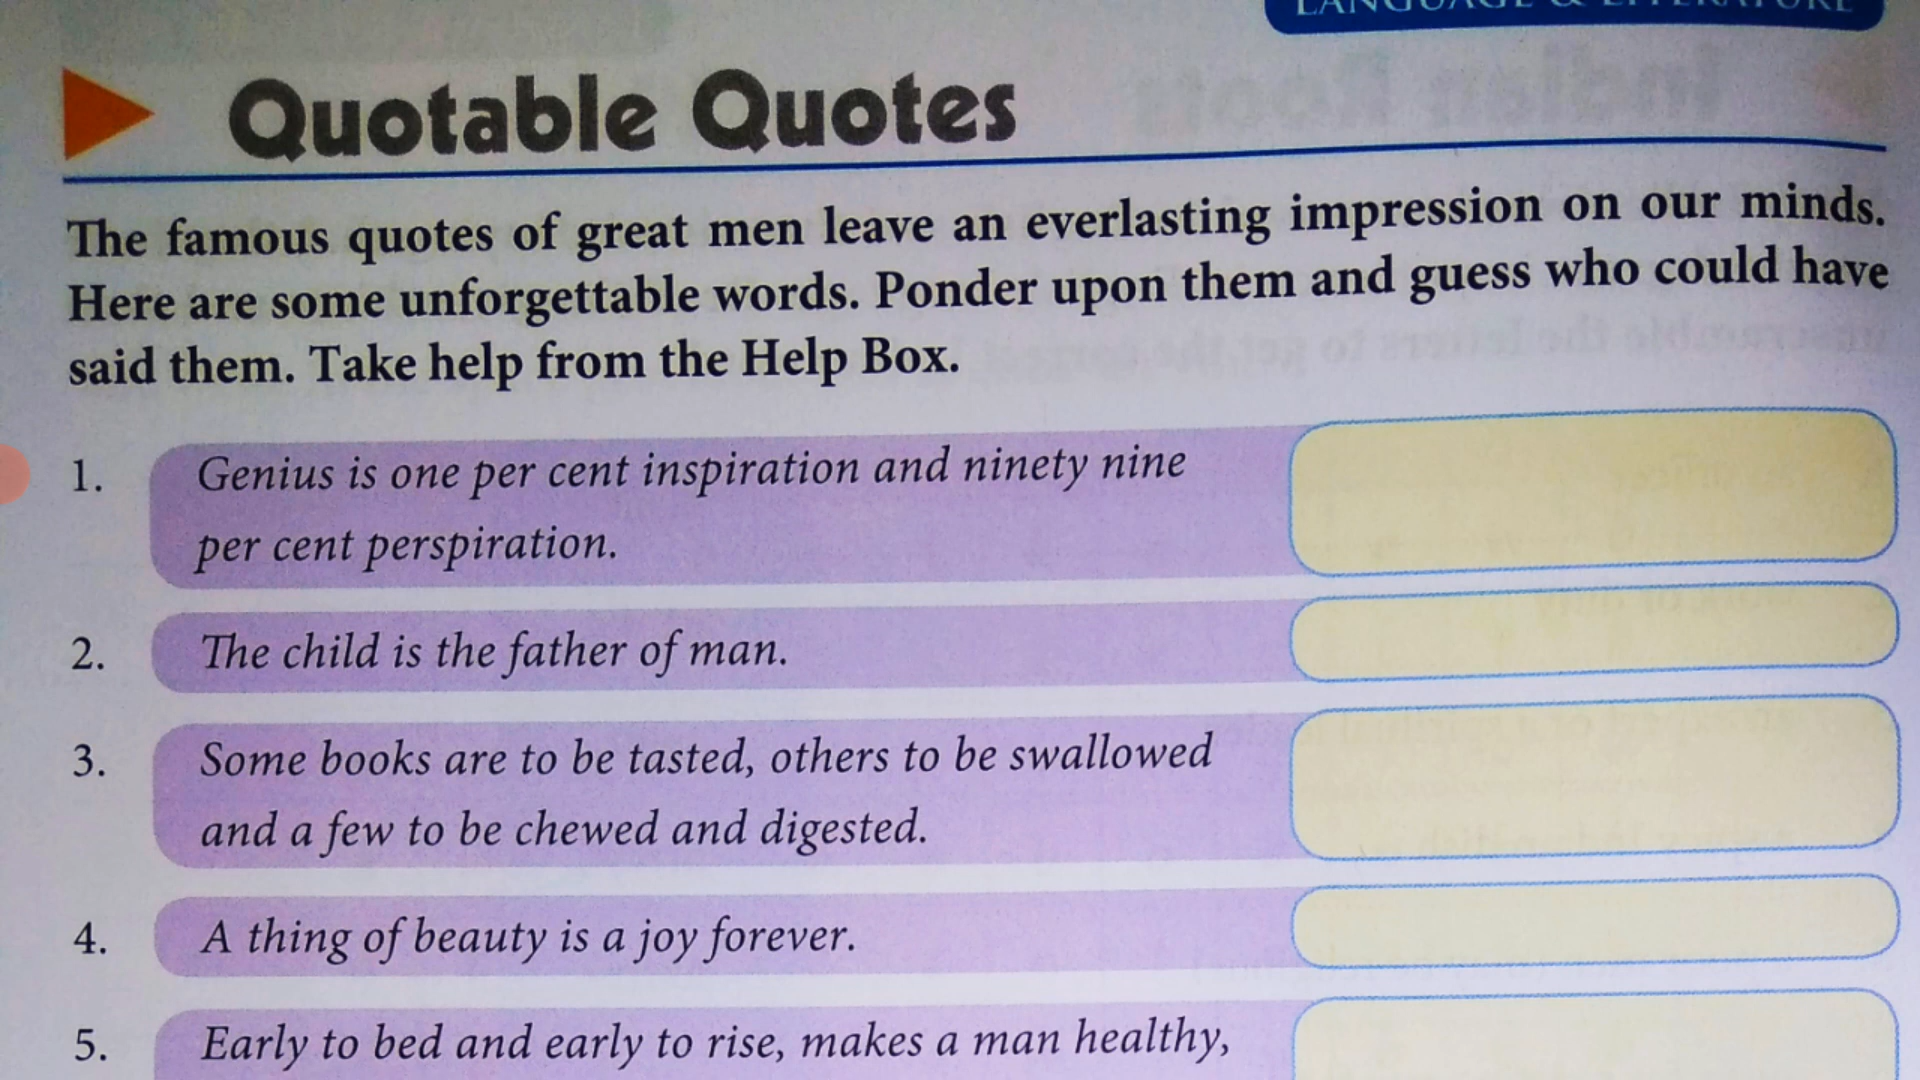 LANGUAGE & LITERATURE
Quotable Quotes
The famous quotes of great men leave an everlasting impression on our minds.
Here are some unforgettable words. Ponder upon them and guess who could have
said them. Take help from the Help Box.
1. Genius is one per cent inspiration and ninety nine
per cent perspiration.
2. The child is the father of man.
3. Some books are to be tasted, others to be swallowed
and a few to be chewed and digested.
4. A thing of beauty is a joy forever.
5. Early to bed and early to rise, makes a man healthy,